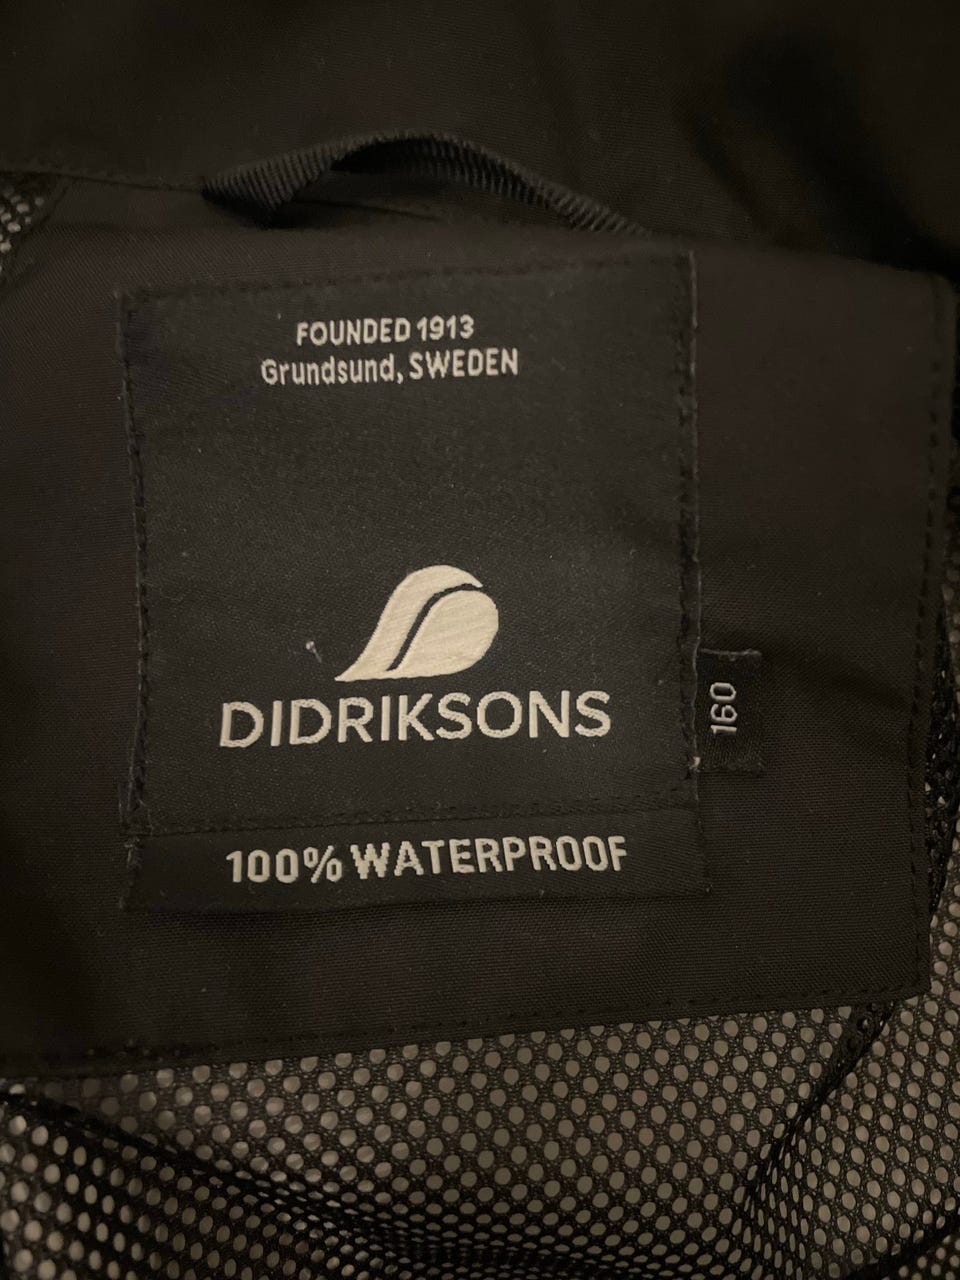 FOUNDED 1913
Grundsund, SWEDEN
DIDRIKSONS
160
100% WATERPROOF